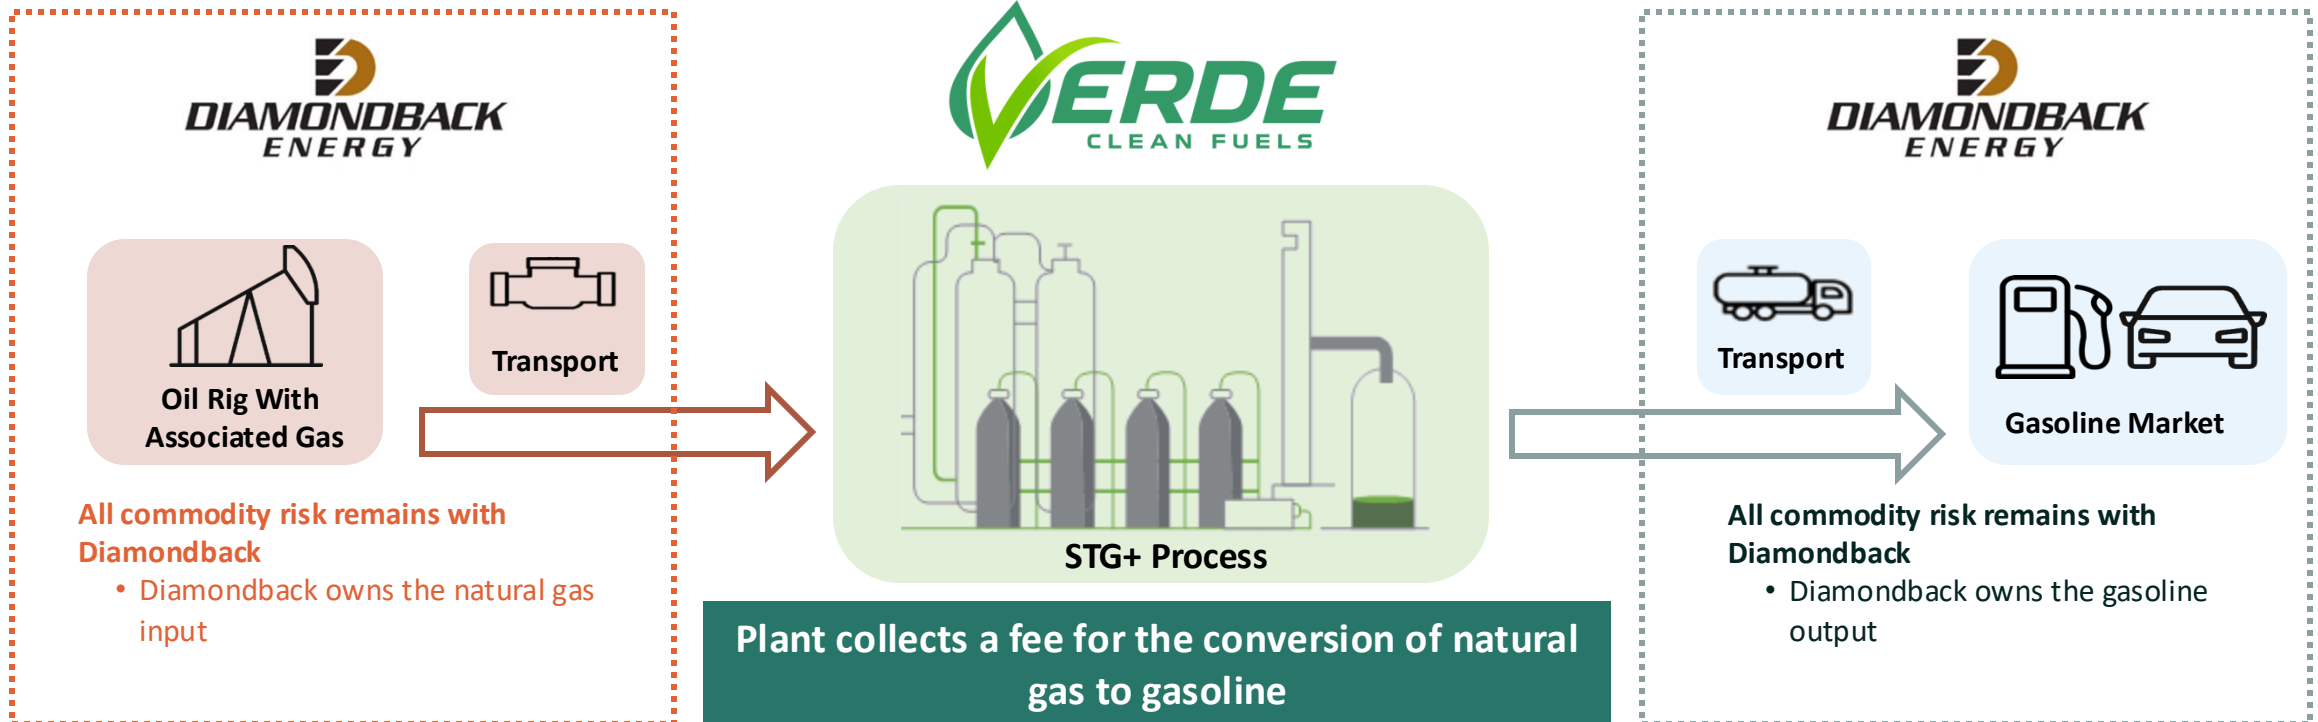 DIAMONDBACK
ENERGY
Oil Rig With
Associated Gas
Transport
All commodity risk remains with
Diamondback
• Diamondback owns the natural gas
input
VERDE
CLEAN FUELS
STG+ Process
Plant collects a fee for the conversion of natural
gas to gasoline
DIAMONDBACK
ENERGY
Transport
Gasoline Market
All commodity risk remains with
Diamondback
• Diamondback owns the gasoline
output